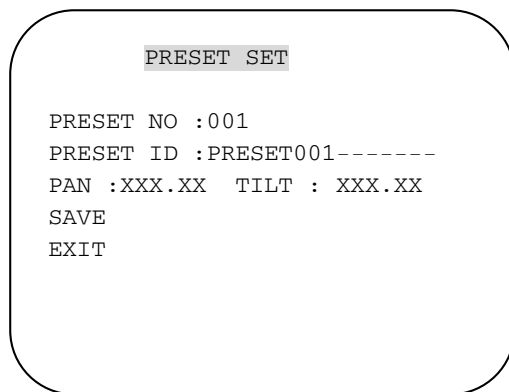 PRESET SET
PRESET NO :001
PRESET ID :PRESET001-------
PAN :XXX.XX  TILT : XXX.XX
SAVE
EXIT